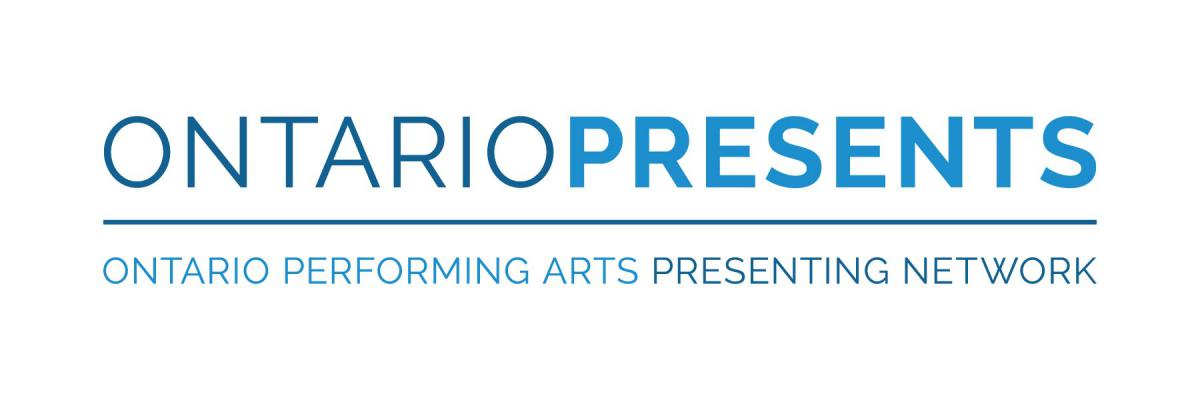 ONTARIOPRESENTS
ONTARIO PERFORMING ARTS PRESENTING NETWORK